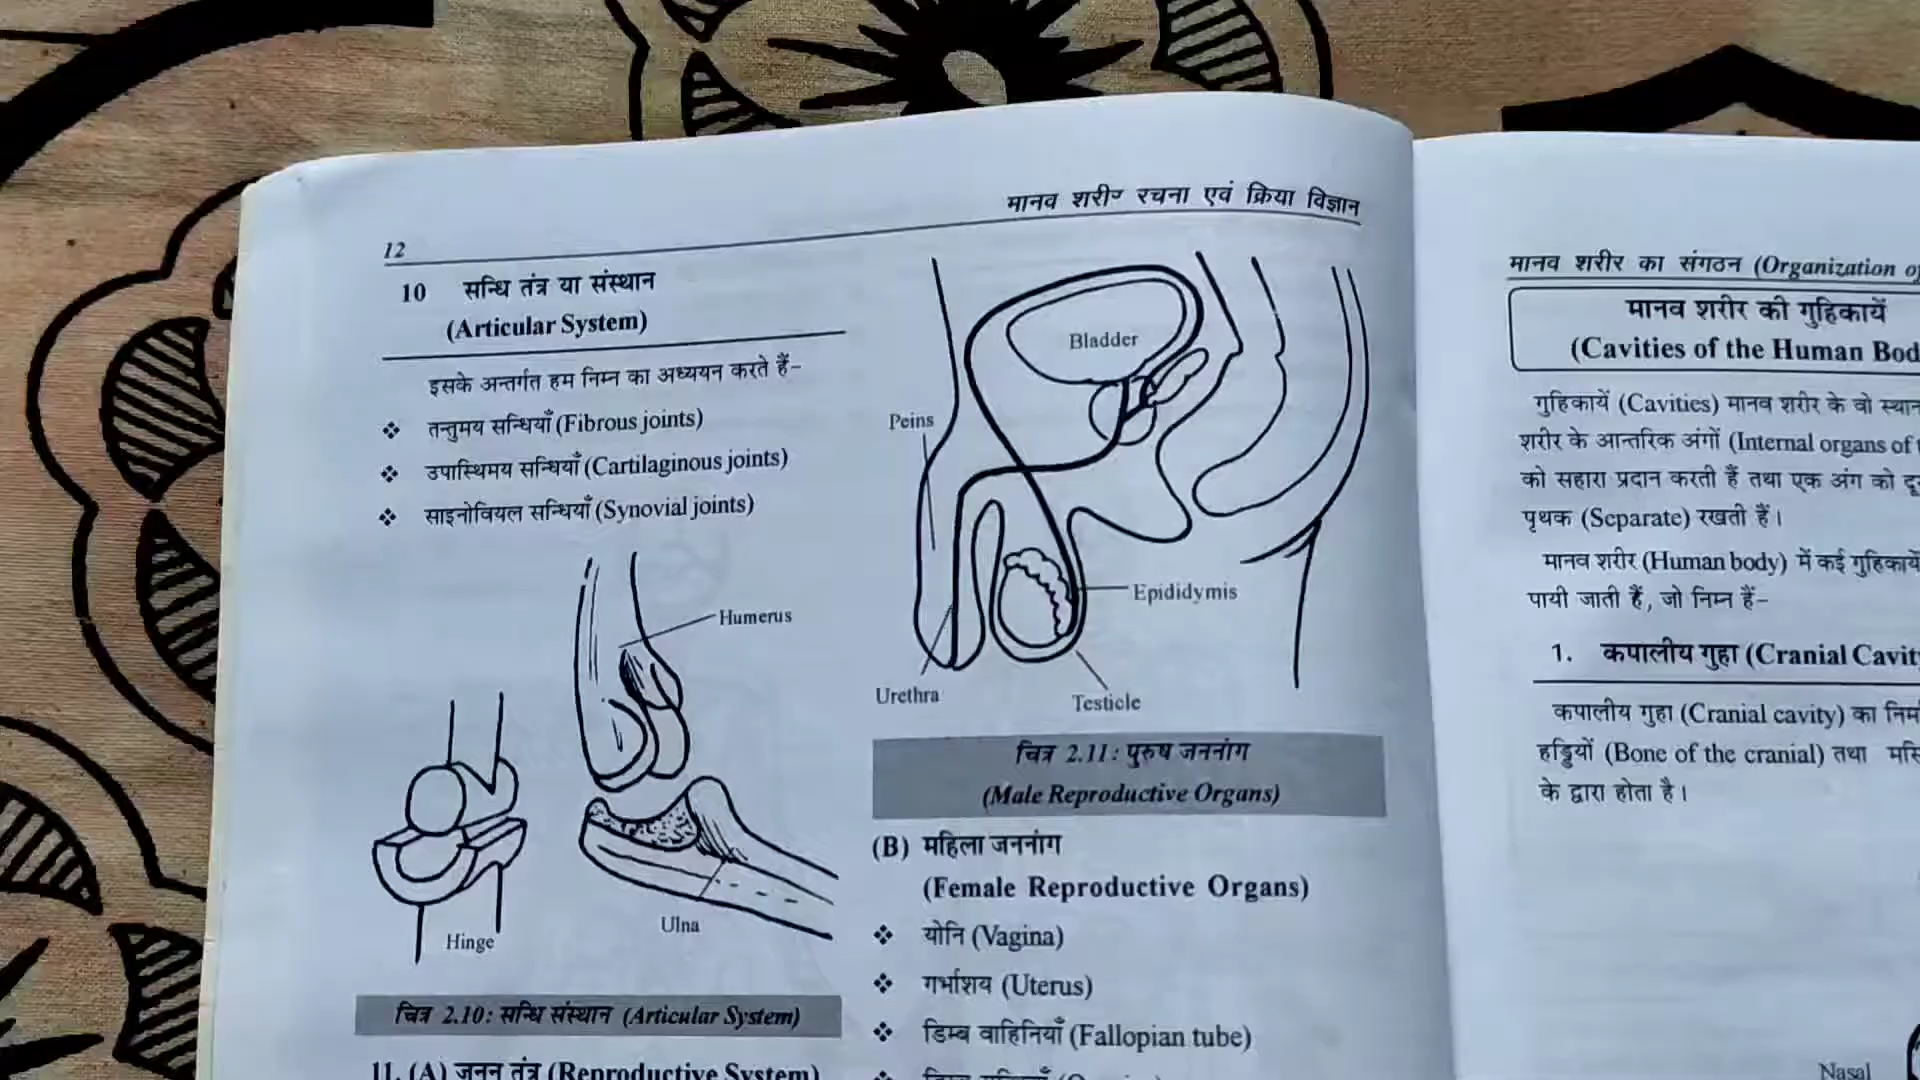 12
मानव शरीर रचना एवं क्रिया विज्ञान
10 सन्धि तंत्र या संस्थान
(Articular System)
इसके अन्तर्गत हम निम्न का अध्ययन करते हैं–
❖ तन्तुमय सन्धियाँ (Fibrous joints)
❖ उपास्थिमय सन्धियाँ (Cartilaginous joints)
❖ साइनोवियल सन्धियाँ (Synovial joints)
Humerus
Hinge
Ulna
चित्र 2.10: सन्धि संस्थान (Articular System)
11. (A) जनन तंत्र (Reproductive System)
Bladder
Peins
Epididymis
Urethra
Testicle
चित्र 2.11: पुरुष जननांग
(Male Reproductive Organs)
(B) महिला जननांग
(Female Reproductive Organs)
❖ योनि (Vagina)
❖ गर्भाशय (Uterus)
❖ डिम्ब वाहिनियाँ (Fallopian tube)
मानव शरीर का संगठन (Organization
मानव शरीर की गुहिकायें
(Cavities of the Human
गुहिकायें (Cavities) मानव शरीर के वो
शरीर के आन्तरिक अंगों (Internal organs of
को सहारा प्रदान करती हैं तथा एक अंग को
पृथक (Separate) रखती हैं।
मानव शरीर (Human body) में कई गुहिकायें
पायी जाती हैं, जो निम्न हैं–
1. कपालीय गुहा (Cranial
कपालीय गुहा (Cranial cavity) का
हड्डियों (Bone of the cranial) तथा
के द्वारा होता है।
Nasal